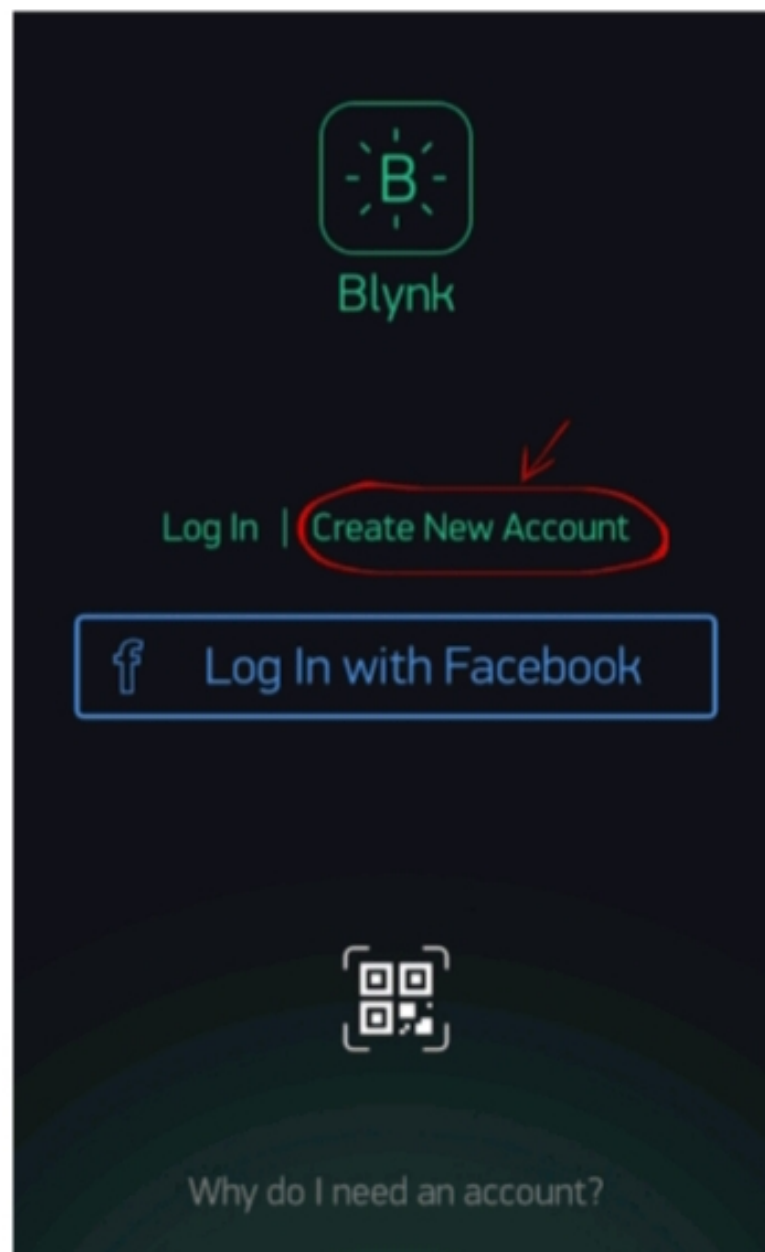 B
Blynk
Log In | Create New Account
f Log In with Facebook
Why do I need an account?